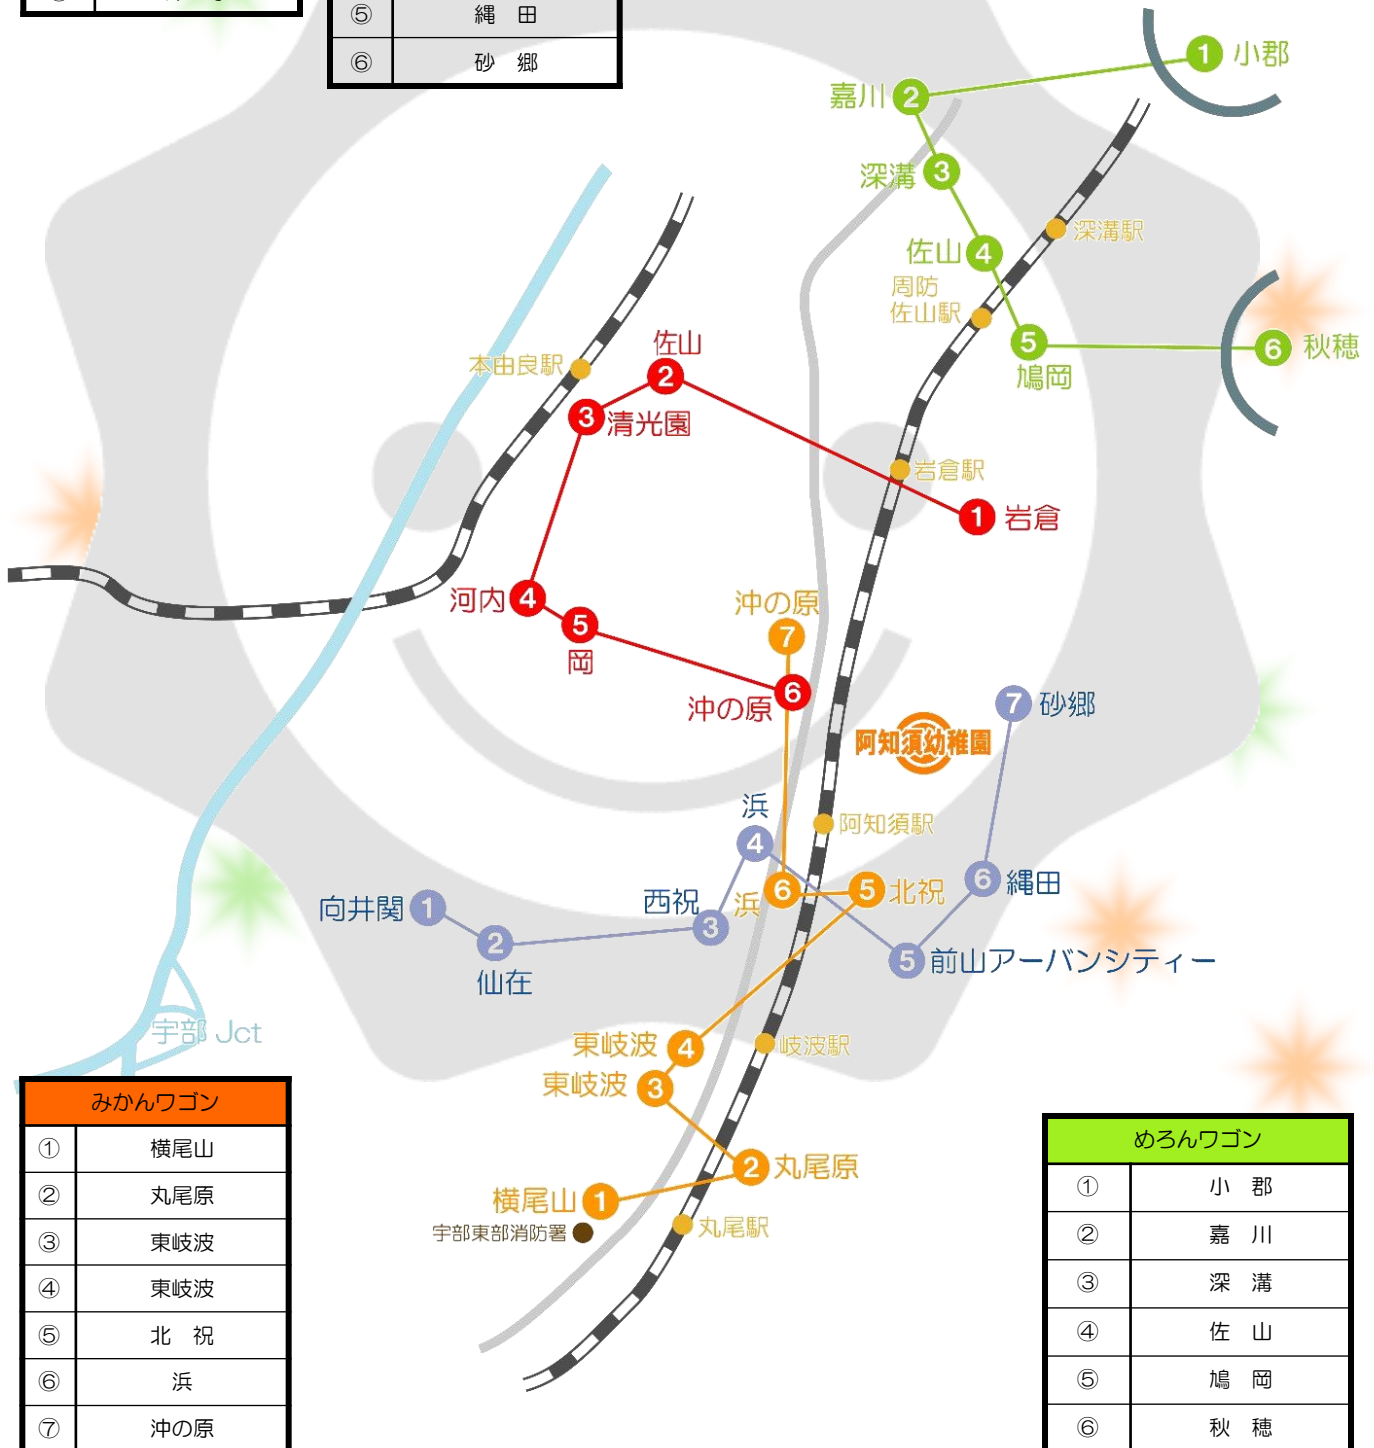 ⑤ 縄 田
⑥ 砂 郷
1 小郡
嘉川 2
深溝 3
佐山 4
深溝駅
周防
佐山駅
5
鳩岡
6 秋穂
本由良駅
佐山
2
3 清光園
岩倉駅
1 岩倉
河内 4
5
岡
沖の原
7
6
沖の原
7 砂郷
阿知須幼稚園
浜
4
阿知須駅
向井関 1
2
仙在
西祝
3
浜 6
5 北祝
6 縄田
5 前山アーバンシティー
宇部 Jct
東岐波 4
岐波駅
東岐波 3
2 丸尾原
横尾山 1
宇部東部消防署
丸尾駅
みかんワゴン
① 横尾山
② 丸尾原
③ 東岐波
④ 東岐波
⑤ 北 祝
⑥ 浜
⑦ 沖の原
めろんワゴン
① 小 郡
② 嘉 川
③ 深 溝
④ 佐 山
⑤ 鳩 岡
⑥ 秋 穂